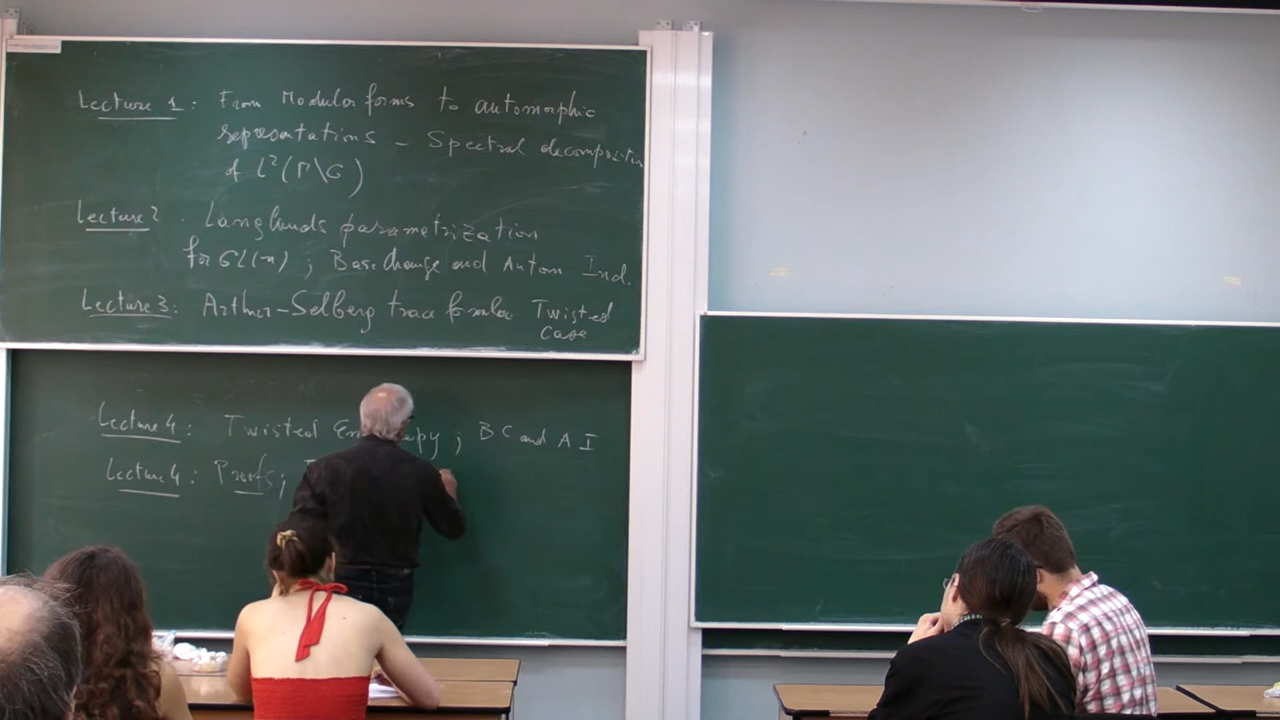 Lecture 1: From Modular forms to automorphic
representations – Spectral decomposition
of L²(Γ\G)
Lecture 2. Langlands parametrization
for GL(n); Base change and Autom Ind.
Lecture 3: Arthur-Selberg trace formula Twisted
Case
Lecture 4: Twisted ; BC and AI
Lecture 4: Proofs;